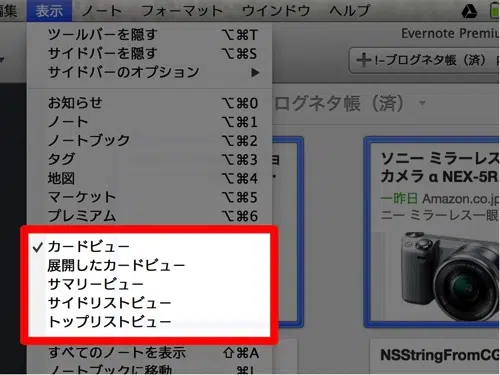 編集 表示 ノート フォーマット ウインドウ ヘルプ
ツールバーを隠す ⌥⌘T
サイドバーを隠す ⌥⌘S
サイドバーのオプション ▶
Evernote Premiu
!-ブログネタ帳（済）内
お知らせ ⌥⌘0
ノート ⌥⌘1
ノートブック ⌥⌘2
タグ ⌥⌘3
地図 ⌥⌘4
マーケット ⌥⌘5
プレミアム ⌥⌘6
ログネタ帳（済）
ソニー ミラーレス
カメラ α NEX-5R
一昨日 Amazon.co.jp
ニー ミラーレス一眼
✓ カードビュー
展開したカードビュー
サマリービュー
サイドリストビュー
トップリストビュー
すべてのノートを表示 ⇧⌘A
ノートブックに移動 ⌘L
NSStringFromCG